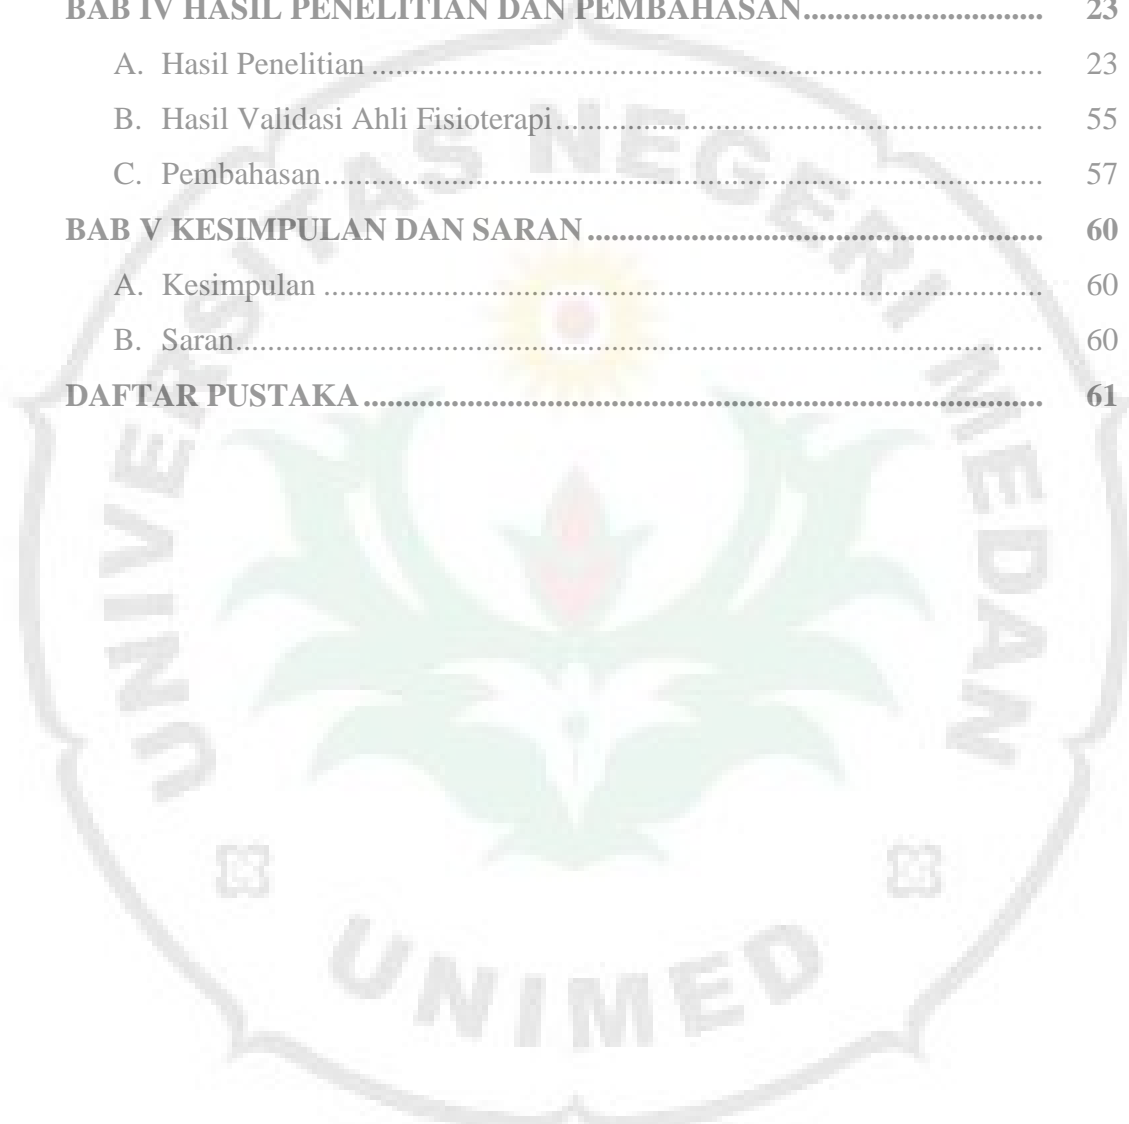 BAB IV HASIL PENELITIAN DAN PEMBAHASAN.............................. 23
A. Hasil Penelitian .................................................................................... 23
B. Hasil Validasi Ahli Fisioterapi............................................................. 55
C. Pembahasan.......................................................................................... 57
BAB V KESIMPULAN DAN SARAN ......................................................... 60
A. Kesimpulan .......................................................................................... 60
B. Saran..................................................................................................... 60
DAFTAR PUSTAKA ..................................................................................... 61
UNIVERSITAS NEGERI MEDAN
UNIMED